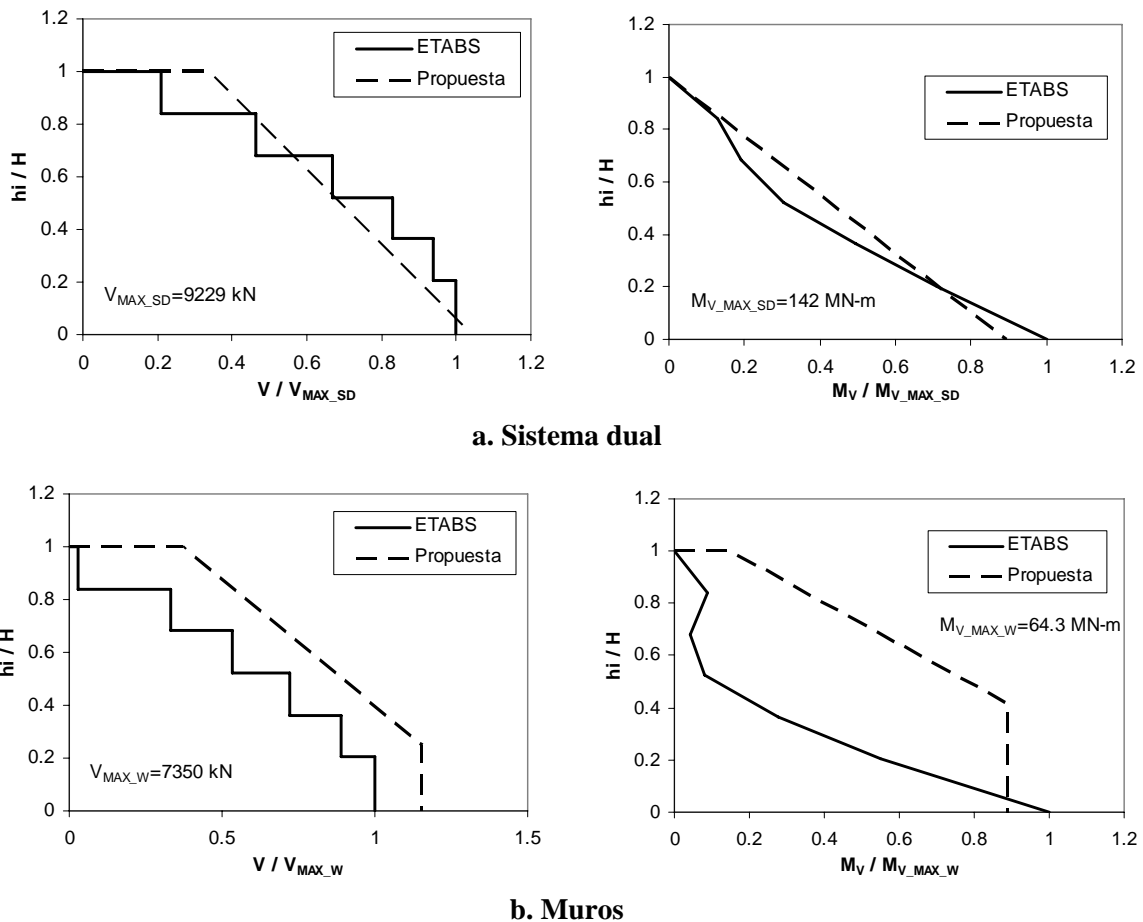 ETABS
Propuesta
1.2
1
0.8
0.6
0.4
0.2
0
hi / H
V_MAX_SD=9229 kN
0 0.2 0.4 0.6 0.8 1 1.2
V / V_MAX_SD
ETABS
Propuesta
1.2
1
0.8
0.6
0.4
0.2
0
hi / H
M_V_MAX_SD=142 MN-m
0 0.2 0.4 0.6 0.8 1 1.2
M_V / M_V_MAX_SD
a. Sistema dual
ETABS
Propuesta
1.2
1
0.8
0.6
0.4
0.2
0
hi / H
V_MAX_W=7350 kN
0 0.5 1 1.5
V / V_MAX_W
ETABS
Propuesta
1.2
1
0.8
0.6
0.4
0.2
0
hi / H
M_V_MAX_W=64.3 MN-m
0 0.2 0.4 0.6 0.8 1 1.2
M_V / M_V_MAX_W
b. Muros